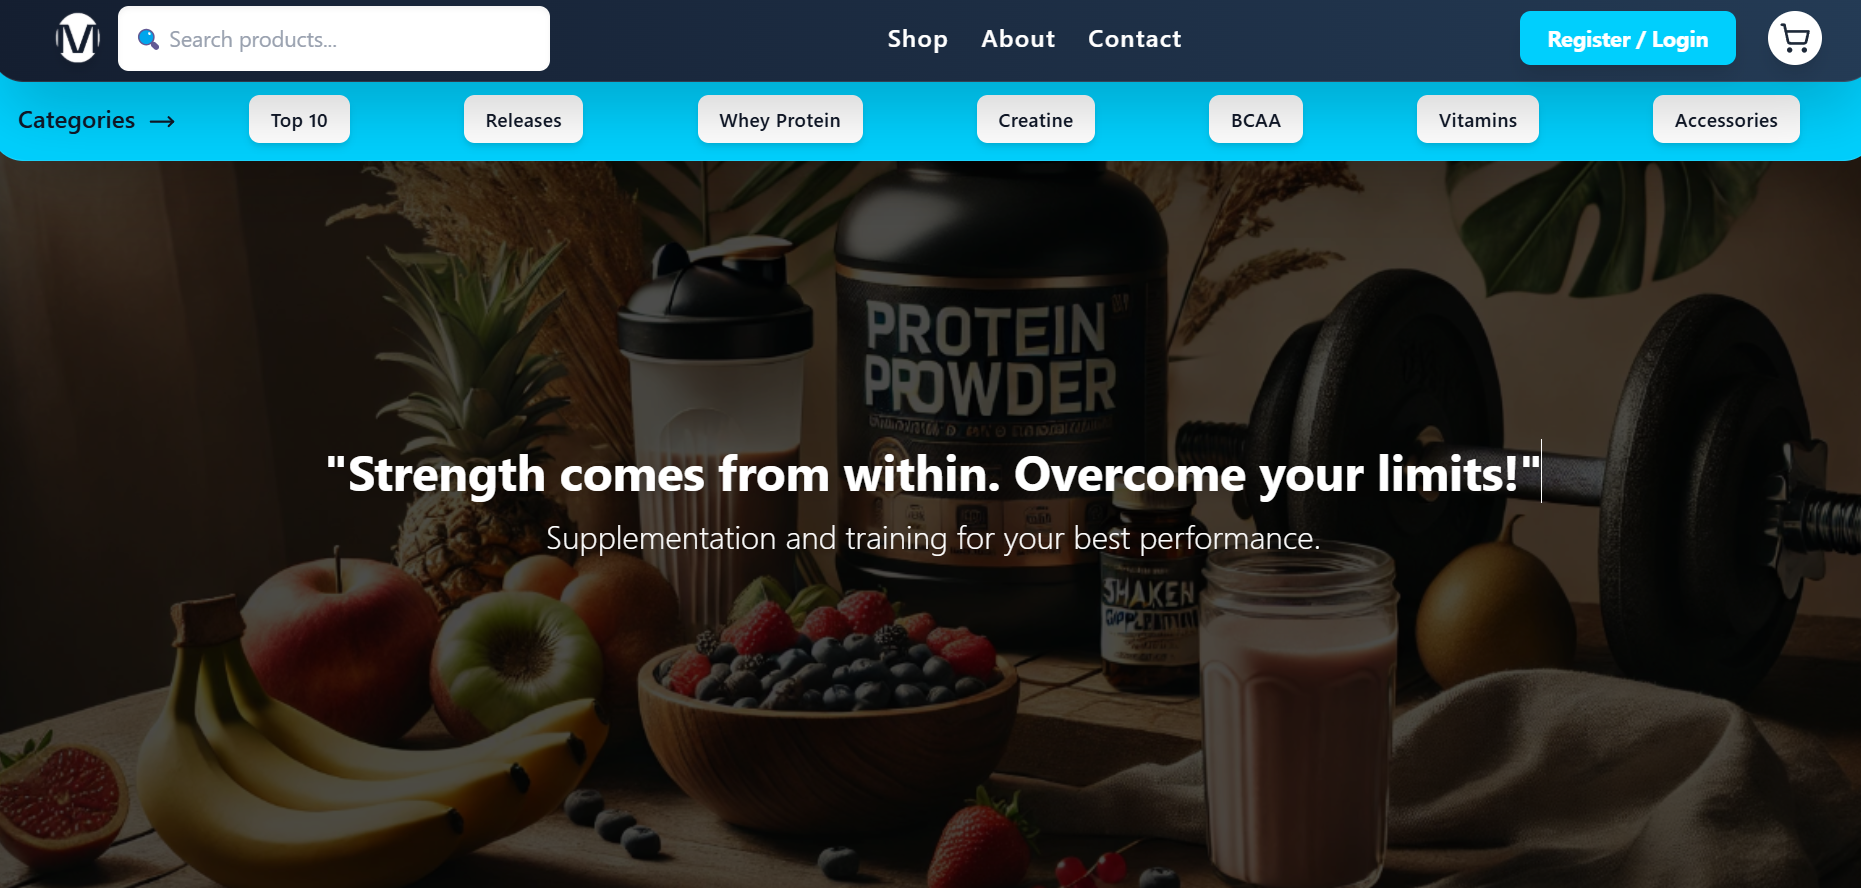 Search products...
Shop About Contact
Register / Login
Categories →
Top 10
Releases
Whey Protein
Creatine
BCAA
Vitamins
Accessories
PROTEIN
PROWDER
"Strength comes from within. Overcome your limits!"
Supplementation and training for your best performance.
SHAKEN